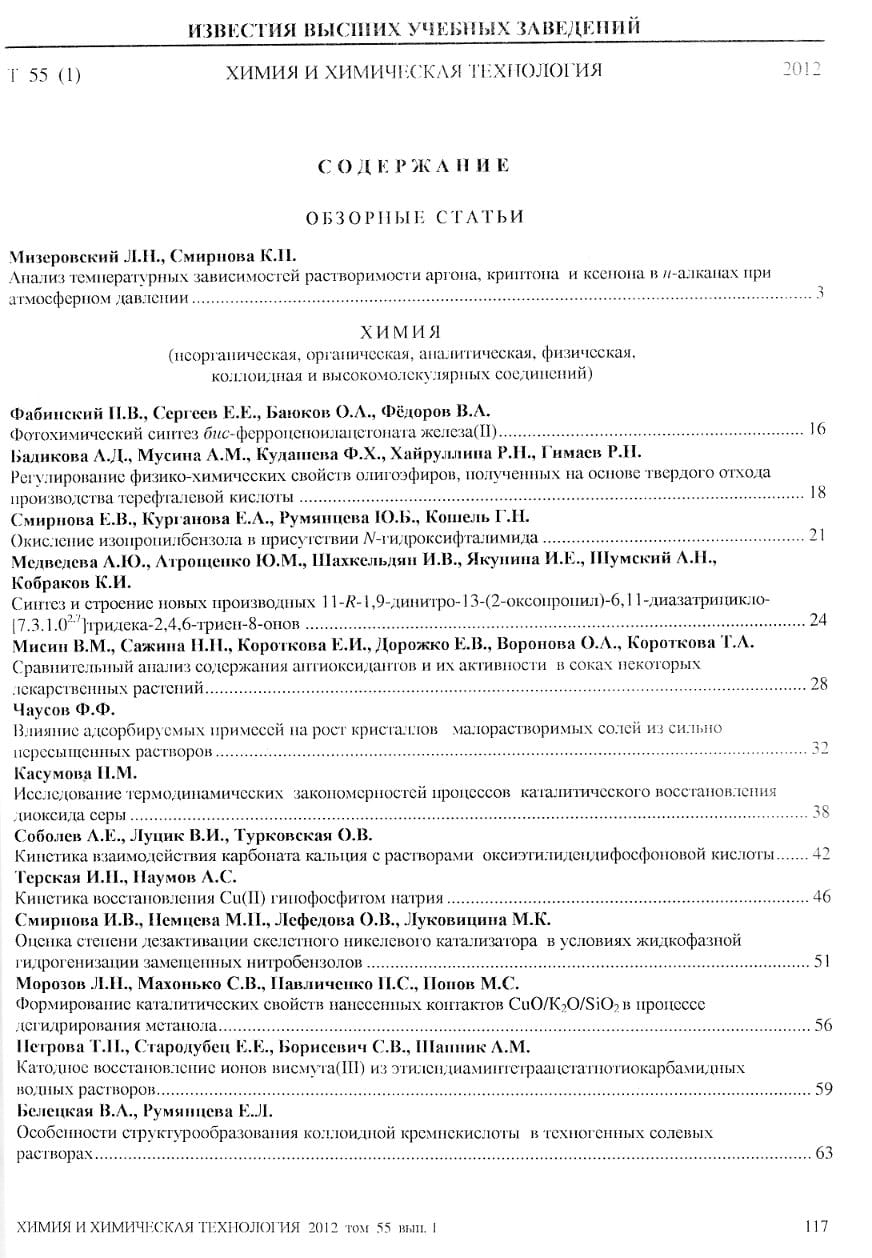 ИЗВЕСТИЯ ВЫСШИХ УЧЕБНЫХ ЗАВЕДЕНИЙ
Т 55 (1) ХИМИЯ И ХИМИЧЕСКАЯ ТЕХНОЛОГИЯ 2012
СОДЕРЖАНИЕ
ОБЗОРНЫЕ СТАТЬИ
Мизеровский Л.Н., Смирнова К.П.
Анализ температурных зависимостей растворимости аргона, криптона и ксенона в н-алканах при
атмосферном давлении ... 3
ХИМИЯ
(неорганическая, органическая, аналитическая, физическая,
коллоидная и высокомолекулярных соединений)
Фабинский П.В., Сергеев Е.Е., Баюков О.А., Фёдоров В.А.
Фотохимический синтез бис-ферроценоилацетоната железа(II) ... 16
Бадикова А.Д., Мусина А.М., Кудашева Ф.Х., Хайруллина Р.Н., Гимаев Р.Н.
Регулирование физико-химических свойств олигоэфиров, полученных на основе твердого отхода
производства терефталевой кислоты ... 18
Смирнова Е.В., Курганова Е.А., Румянцева Ю.Б., Кошель Г.Н.
Окисление изопропилбензола в присутствии N-гидроксифталимида ... 21
Медведева А.Ю., Атрощенко Ю.М., Шахкельдян И.В., Якунина И.Е., Шумский А.Н.,
Кобраков К.И.
Синтез и строение новых производных 11-R-1,9-динитро-13-(2-оксопропил)-6,11-диазатрицикло-
[7.3.1.0²·⁷]тридека-2,4,6-триен-8-онов ... 24
Мисин В.М., Сажина Н.Н., Короткова Е.И., Дорожко Е.В., Воронова О.А., Короткова Т.А.
Сравнительный анализ содержания антиоксидантов и их активности в соках некоторых
лекарственных растений ... 28
Чаусов Ф.Ф.
Влияние адсорбируемых примесей на рост кристаллов малорастворимых солей из сильно
пересыщенных растворов ... 32
Касумова Н.М.
Исследование термодинамических закономерностей процессов каталитического восстановления
диоксида серы ... 38
Соболев А.Е., Луцик В.И., Турковская О.В.
Кинетика взаимодействия карбоната кальция с растворами оксиэтилидендифосфоновой кислоты ... 42
Терская И.Н., Наумов А.С.
Кинетика восстановления Cu(II) гипофосфитом натрия ... 46
Смирнова И.В., Немцева М.П., Лефедова О.В., Луковицина М.К.
Оценка степени дезактивации скелетного никелевого катализатора в условиях жидкофазной
гидрогенизации замещенных нитробензолов ... 51
Морозов Л.Н., Махонько С.В., Павличенко П.С., Попов М.С.
Формирование каталитических свойств нанесенных контактов CuO/K₂O/SiO₂ в процессе
дегидрирования метанола ... 56
Петрова Т.П., Стародубец Е.Е., Борисевич С.В., Шапник А.М.
Катодное восстановление ионов висмута(III) из этилендиаминтетраацетатнотиокарбамидных
водных растворов ... 59
Белецкая В.А., Румянцева Е.Л.
Особенности структурообразования коллоидной кремнекислоты в техногенных солевых
растворах ... 63
ХИМИЯ И ХИМИЧЕСКАЯ ТЕХНОЛОГИЯ 2012 том 55 вып. 1 117